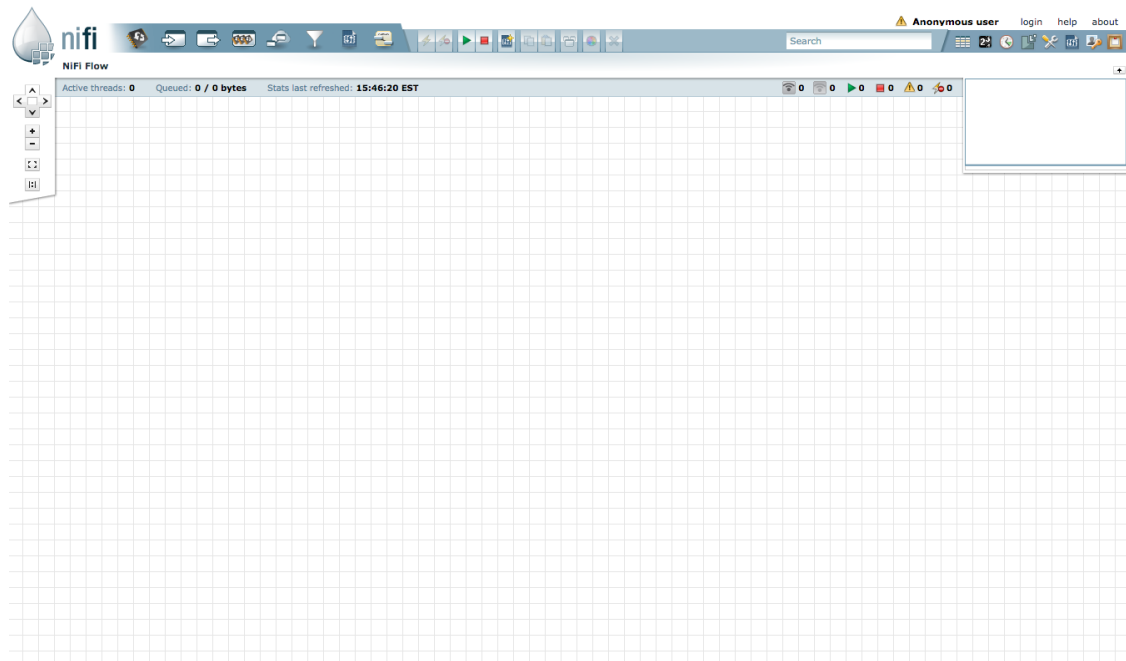 Anonymous user login help about
nifi
Search
NiFi Flow
Active threads: 0 Queued: 0 / 0 bytes Stats last refreshed: 15:46:20 EST 0 0 0 0 0 0